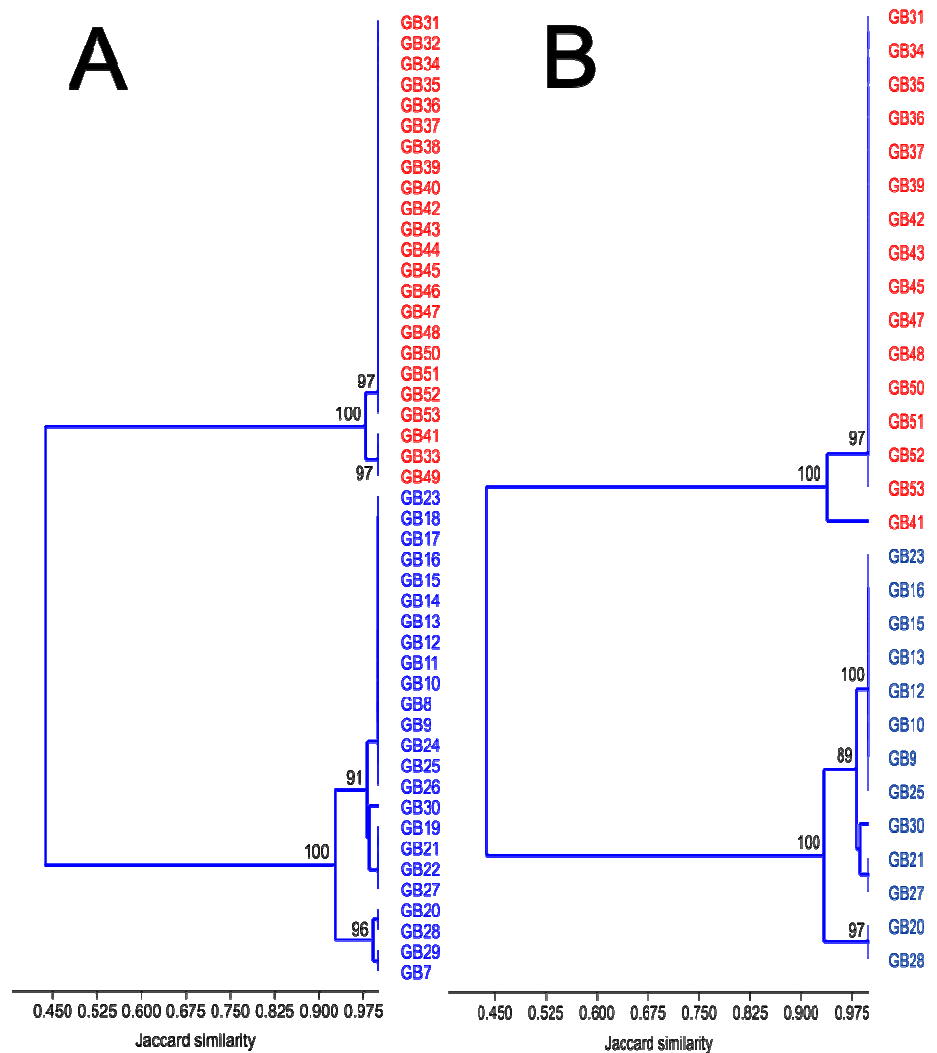 A
GB31
GB32
GB34
GB35
GB36
GB37
GB38
GB39
GB40
GB42
GB43
GB44
GB45
GB46
GB47
GB48
GB50
GB51
97
GB52
100
GB53
GB41
GB33
97
GB49
GB23
GB18
GB17
GB16
GB15
GB14
GB13
GB12
GB11
GB10
GB8
GB9
GB24
GB25
91
GB26
GB30
GB19
GB21
100
GB22
GB27
GB20
96
GB28
GB29
GB7
0.450 0.525 0.600 0.675 0.750 0.825 0.900 0.975
Jaccard similarity
B
GB31
GB34
GB35
GB36
GB37
GB39
GB42
GB43
GB45
GB47
GB48
GB50
GB51
97
GB52
100
GB53
GB41
GB23
GB16
GB15
GB13
100
GB12
GB10
89
GB9
GB25
GB30
100
GB21
GB27
97
GB20
GB28
0.450 0.525 0.600 0.675 0.750 0.825 0.900 0.975
Jaccard similarity